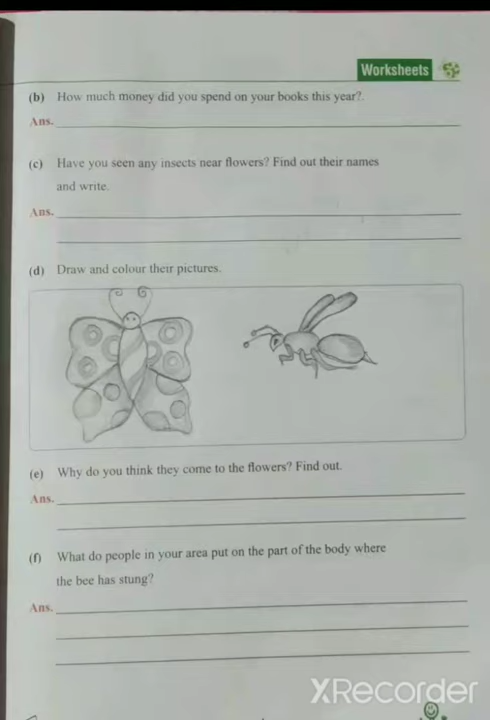 Worksheets
(b) How much money did you spend on your books this year?
Ans.
(c) Have you seen any insects near flowers? Find out their names
and write.
Ans.
(d) Draw and colour their pictures.
(e) Why do you think they come to the flowers? Find out.
Ans.
(f) What do people in your area put on the part of the body where
the bee has stung?
Ans.
XRecorder